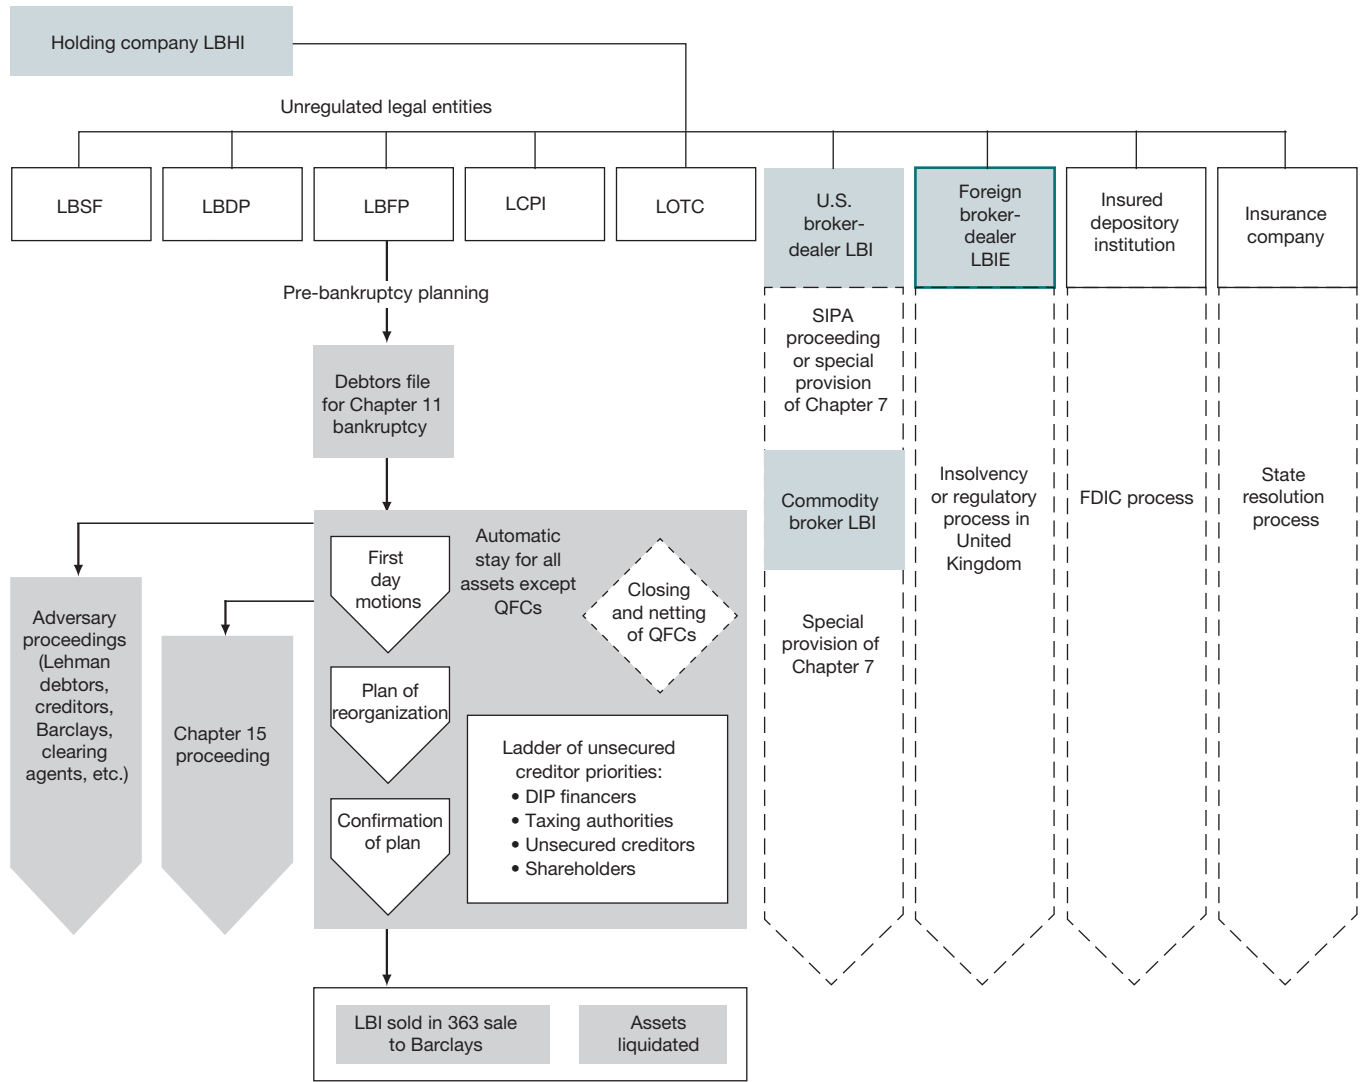 Holding company LBHI
Unregulated legal entities
LBSF
LBDP
LBFP
LCPI
LOTC
U.S.
broker-
dealer LBI
Foreign
broker-
dealer
LBIE
Insured
depository
institution
Insurance
company
Pre-bankruptcy planning
Debtors file
for Chapter 11
bankruptcy
SIPA
proceeding
or special
provision
of Chapter 7
Commodity
broker LBI
Special
provision of
Chapter 7
Insolvency
or regulatory
process in
United
Kingdom
FDIC process
State
resolution
process
Adversary
proceedings
(Lehman
debtors,
creditors,
Barclays,
clearing
agents, etc.)
Chapter 15
proceeding
First
day
motions
Automatic
stay for all
assets except
QFCs
Closing
and netting
of QFCs
Plan of
reorganization
Confirmation
of plan
Ladder of unsecured
creditor priorities:
• DIP financers
• Taxing authorities
• Unsecured creditors
• Shareholders
LBI sold in 363 sale
to Barclays
Assets
liquidated